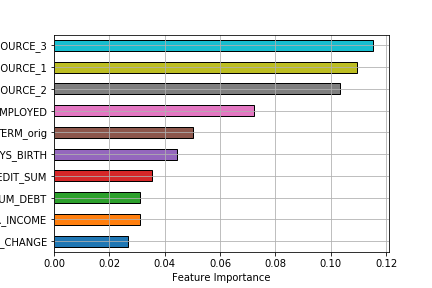 OURCE_3
OURCE_1
OURCE_2
MPLOYED
TERM_orig
YS_BIRTH
EDIT_SUM
UM_DEBT
_INCOME
_CHANGE
0.00 0.02 0.04 0.06 0.08 0.10 0.12
Feature Importance